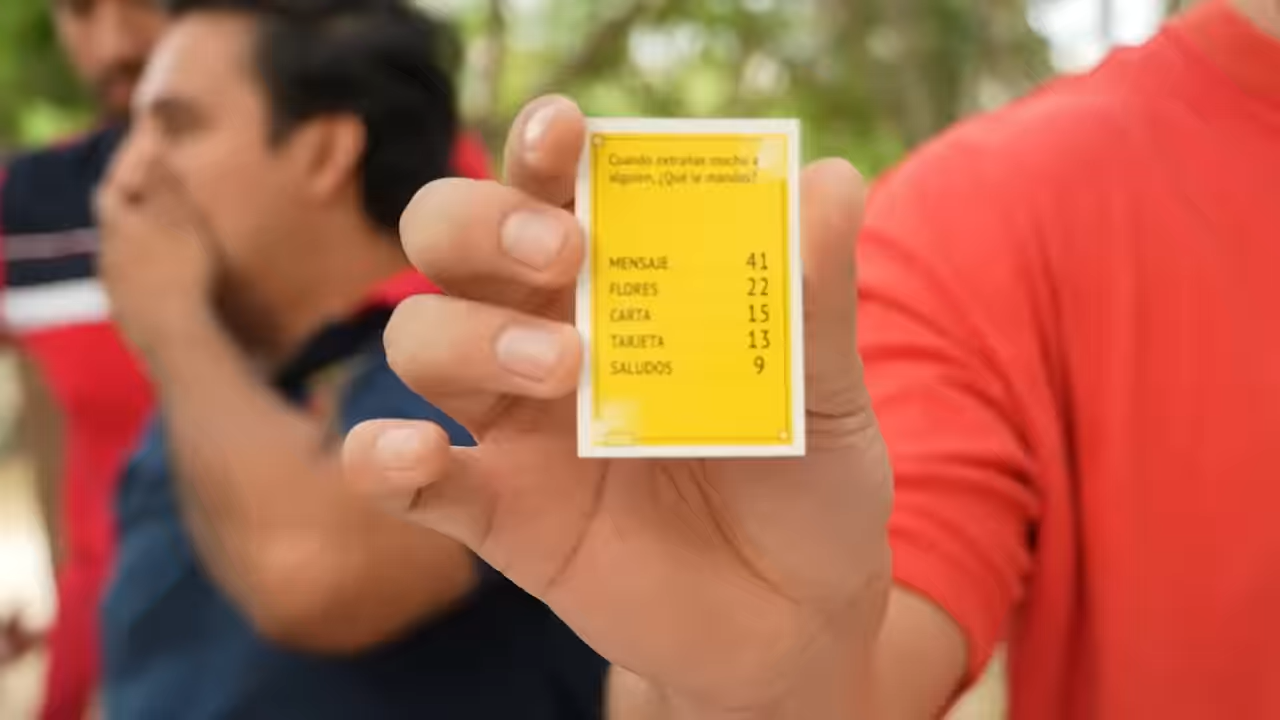 Cuando extrañas mucho a
alguien, ¿Qué le mandas?
MENSAJE 41
FLORES 22
CARTA 15
TARJETA 13
SALUDOS 9